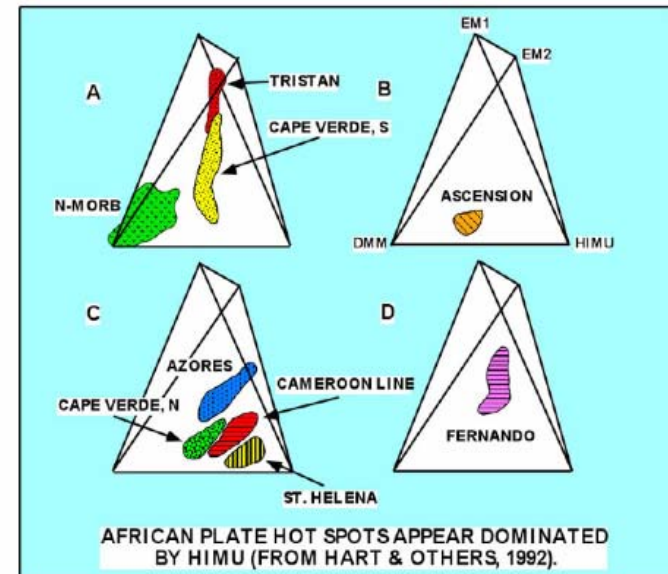 EM1
EM2
A
TRISTAN
B
CAPE VERDE, S
N-MORB
ASCENSION
DMM
HIMU
C
D
AZORES
CAMEROON LINE
CAPE VERDE, N
FERNANDO
ST. HELENA
AFRICAN PLATE HOT SPOTS APPEAR DOMINATED
BY HIMU (FROM HART & OTHERS, 1992).